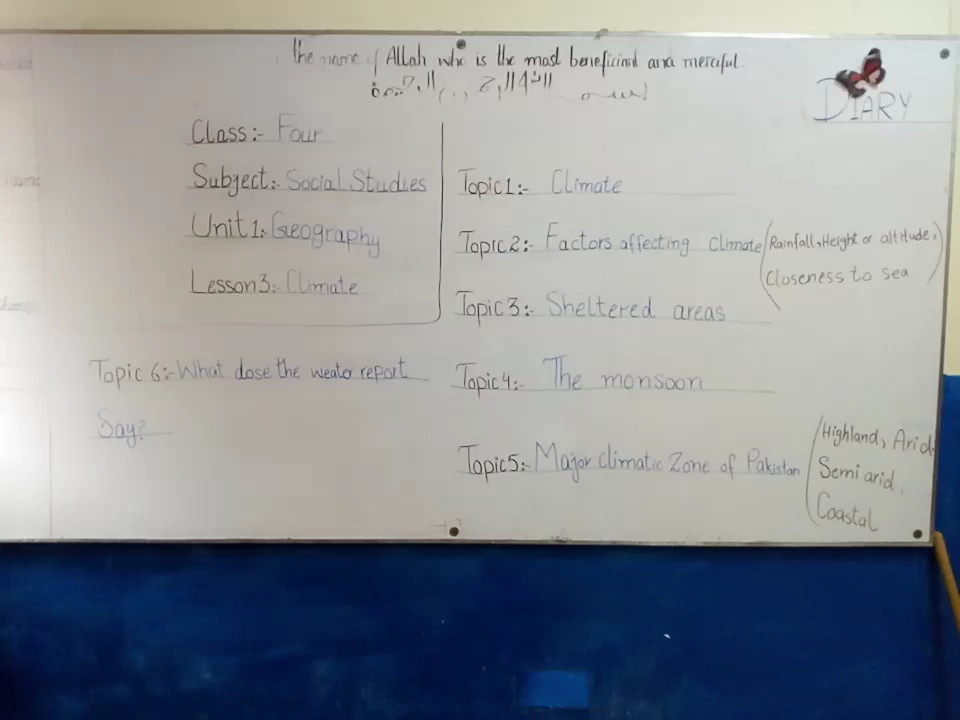 the name of Allah who is the most beneficiand and merciful.
DIARY
Class:- Four
Subject:- Social Studies
Unit 1:- Geography
Lesson 3:- Climate
Topic 1:- Climate
Topic 2:- Factors affecting climate (Rainfall, Height or altitude,
Closeness to sea)
Topic 3:- Sheltered areas
Topic 4:- The monsoon
Topic 5:- Major climatic Zone of Pakistan (Highland, Arid
Semi arid
Coastal
Topic 6:- What dose the weater report
Say?